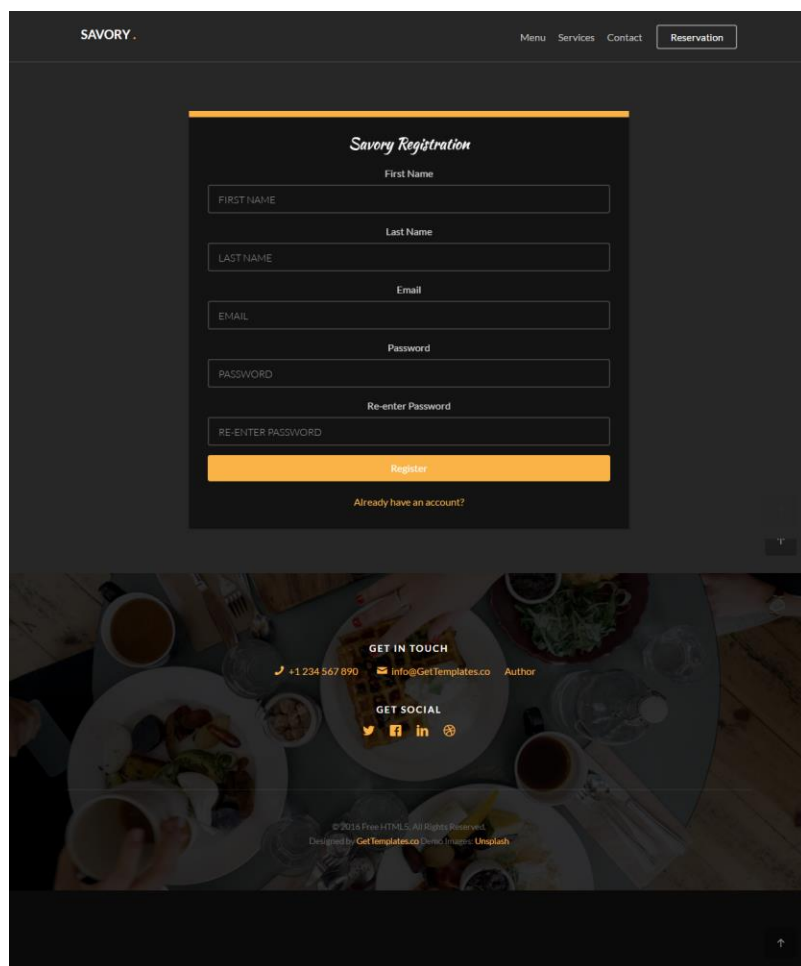 SAVORY.
Menu Services Contact Reservation
Savory Registration
First Name
FIRST NAME
Last Name
LAST NAME
Email
EMAIL
Password
PASSWORD
Re-enter Password
RE-ENTER PASSWORD
Register
Already have an account?
GET IN TOUCH
+1 234 567 890 info@GetTemplates.co Author
GET SOCIAL
© 2016 Free HTML5. All Rights Reserved.
Designed by GetTemplates.co Demo Images: Unsplash